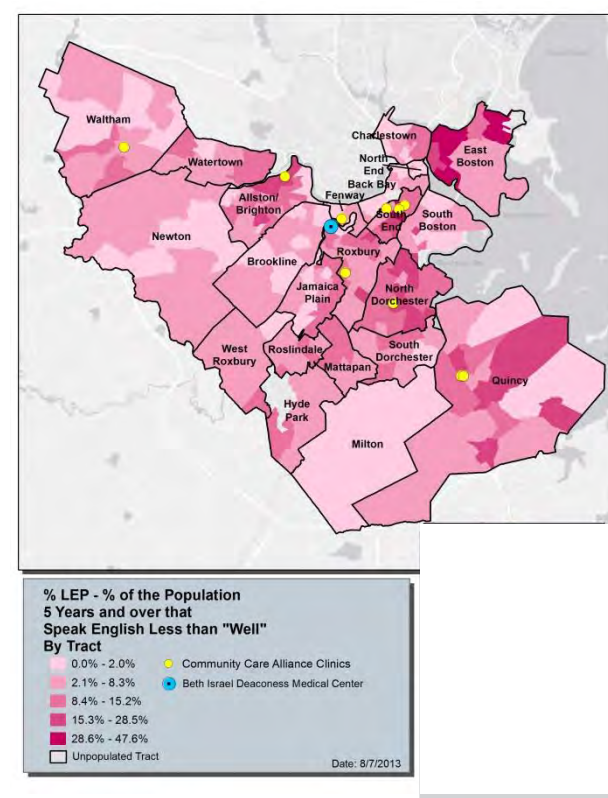 Waltham
Watertown
Charlestown
North
End
East
Boston
Back Bay
Allston/
Brighton
Fenway
South
End
South
Boston
Newton
Brookline
Roxbury
Jamaica
Plain
North
Dorchester
West
Roxbury
Roslindale
South
Dorchester
Mattapan
Quincy
Hyde
Park
Milton
% LEP - % of the Population
5 Years and over that
Speak English Less than "Well"
By Tract
0.0% - 2.0%
2.1% - 8.3%
8.4% - 15.2%
15.3% - 28.5%
28.6% - 47.6%
Unpopulated Tract
Community Care Alliance Clinics
Beth Israel Deaconess Medical Center
Date: 8/7/2013